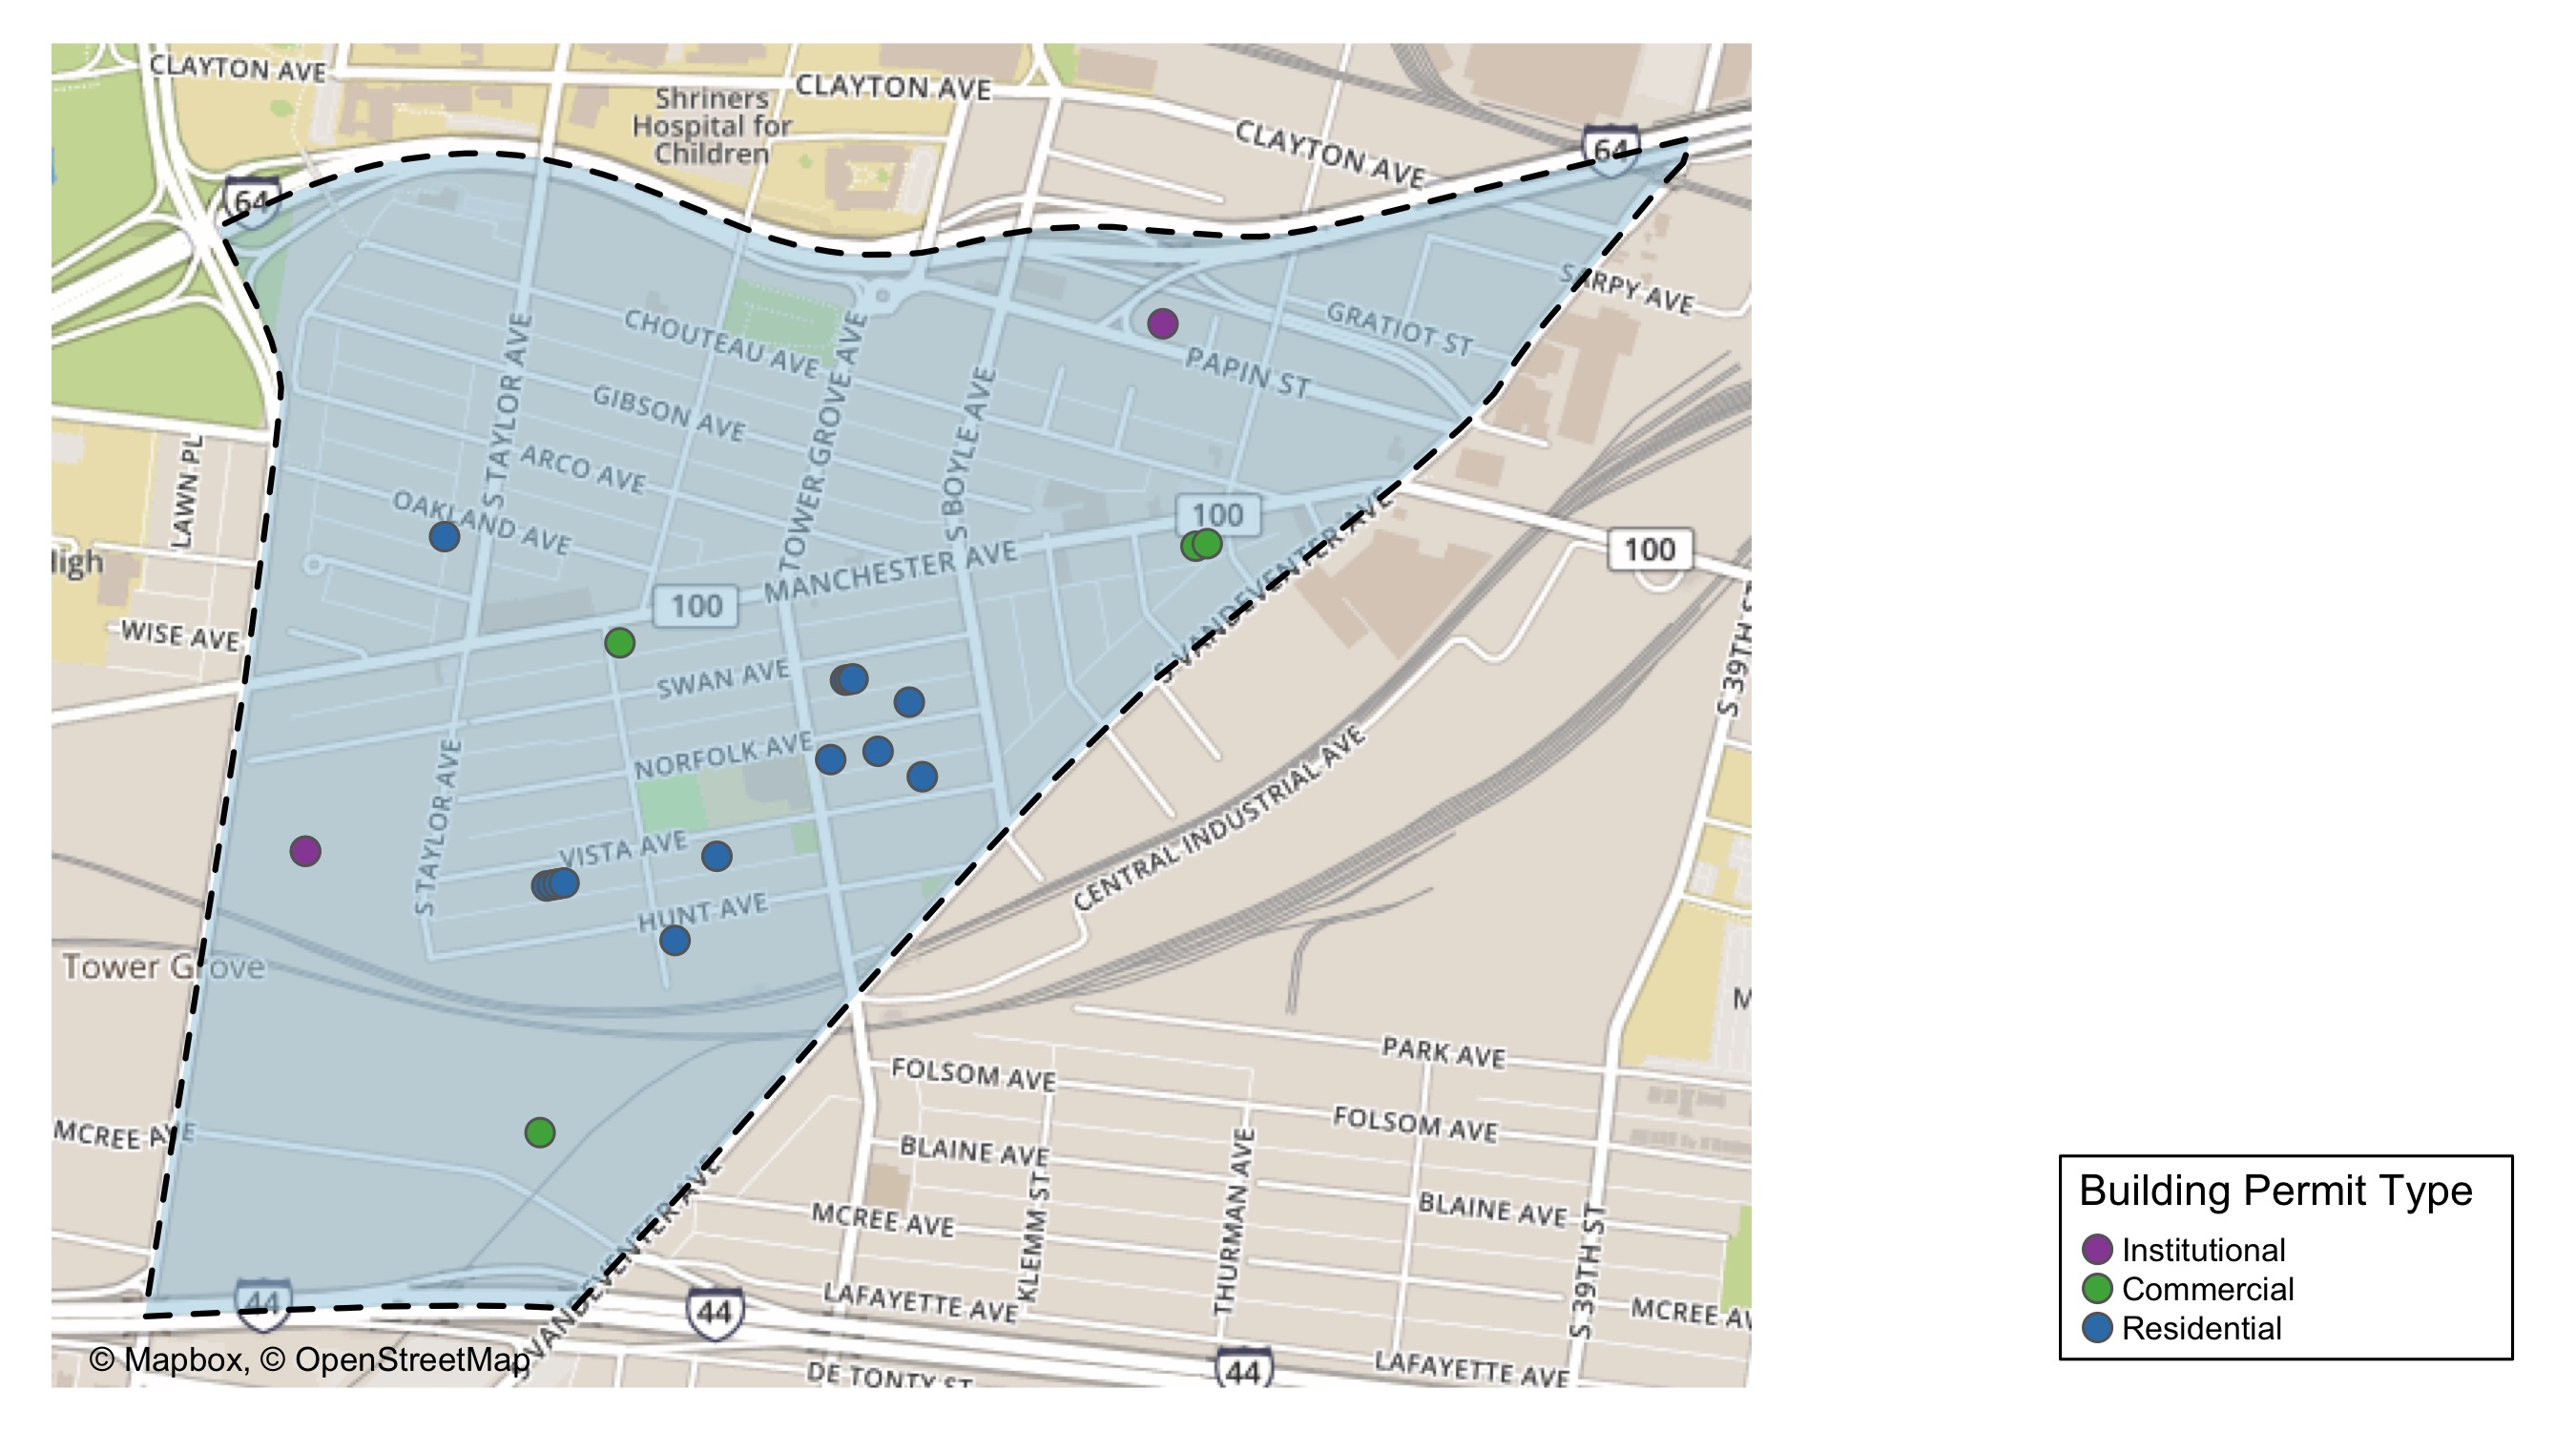 CLAYTON AVE
CLAYTON AVE
Shriners
Hospital for
Children
CLAYTON AVE
64
64
SARPY AVE
GRATIOT ST
CHOUTEAU AVE
PAPIN ST
GIBSON AVE
S TAYLOR AVE
TOWER GROVE AVE
S BOYLE AVE
ARCO AVE
LAWN PL
OAKLAND AVE
100
100
MANCHESTER AVE
100
S VANDEVENTER AVE
WISE AVE
SWAN AVE
S 39TH ST
NORFOLK AVE
S TAYLOR AVE
CENTRAL INDUSTRIAL AVE
VISTA AVE
HUNT AVE
Tower Grove
M
PARK AVE
FOLSOM AVE
FOLSOM AVE
MCREE AVE
BLAINE AVE
BLAINE AVE
KLEMM ST
THURMAN AVE
S 39TH ST
MCREE AVE
S VANDEVENTER AVE
44
44
LAFAYETTE AVE
MCREE AV
44
LAFAYETTE AVE
DE TONTY ST
© Mapbox, © OpenStreetMap
Building Permit Type
Institutional
Commercial
Residential